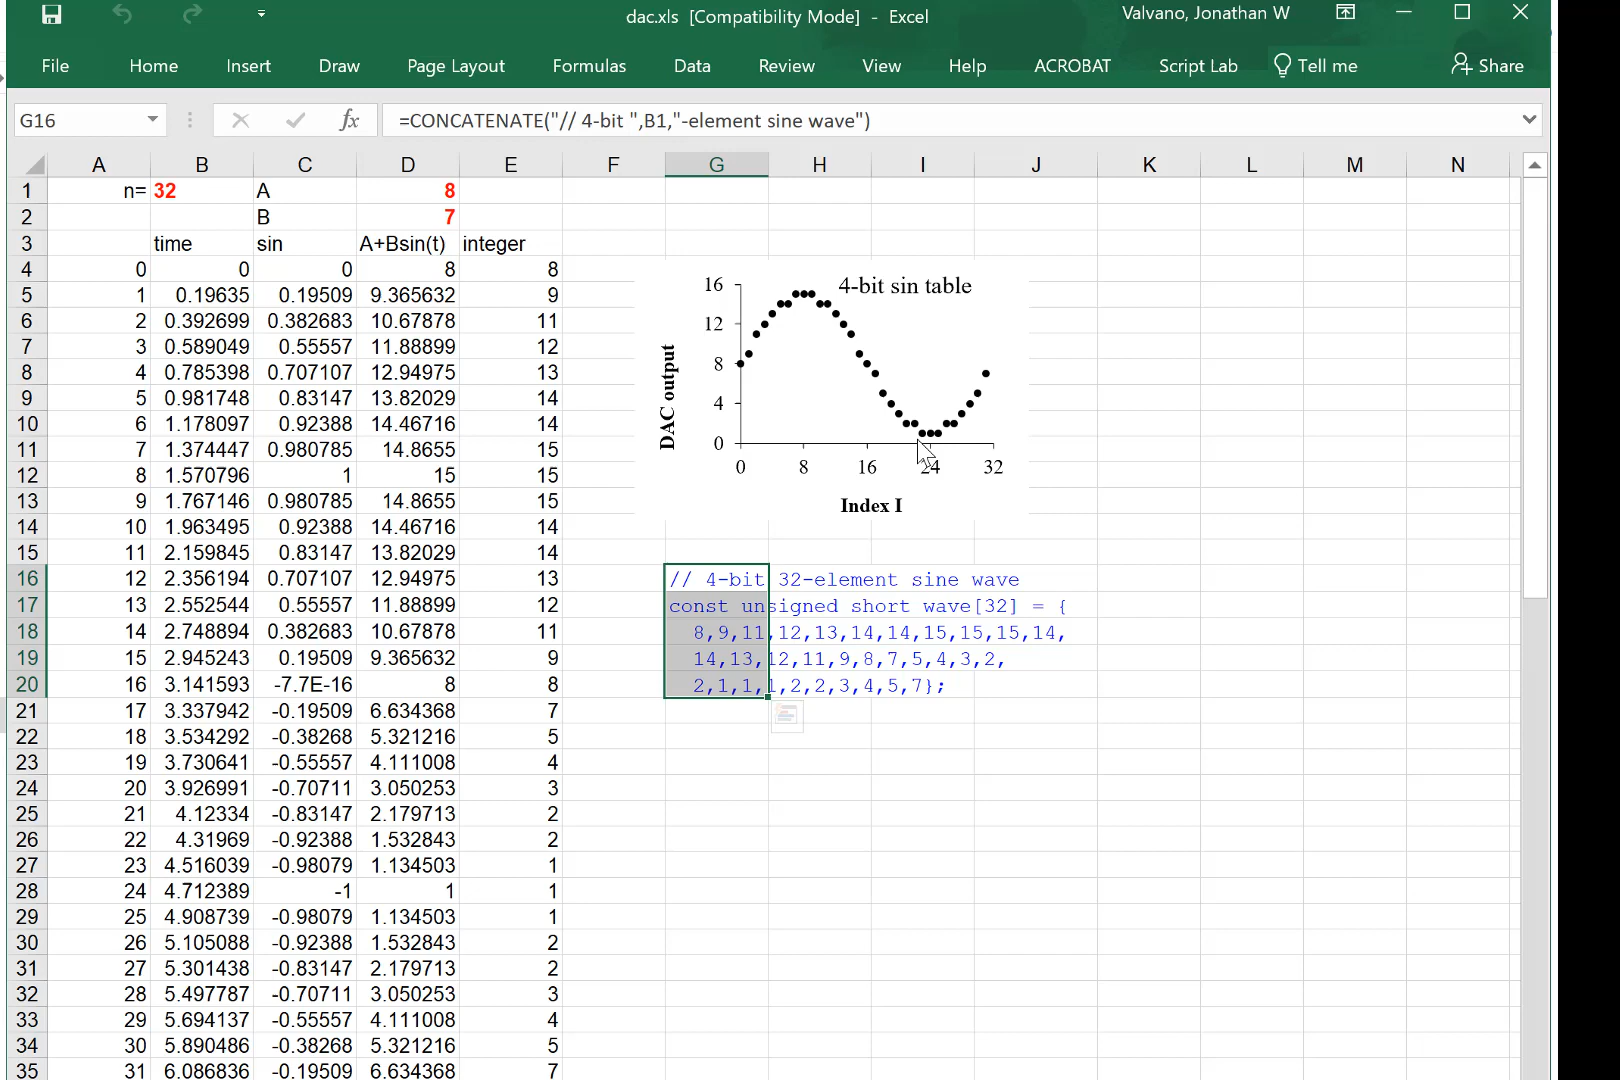 dac.xls [Compatibility Mode] - Excel
Valvano, Jonathan W
File Home Insert Draw Page Layout Formulas Data Review View Help ACROBAT Script Lab Tell me Share
G16 fx =CONCATENATE("// 4-bit ",B1,"-element sine wave")
A B C D E F G H I J K L M N
1 n= 32 A 8
2 B 7
3 time sin A+Bsin(t) integer
4 0 0 0 8 8
5 1 0.19635 0.19509 9.365632 9
6 2 0.392699 0.382683 10.67878 11
7 3 0.589049 0.55557 11.88899 12
8 4 0.785398 0.707107 12.94975 13
9 5 0.981748 0.83147 13.82029 14
10 6 1.178097 0.92388 14.46716 14
11 7 1.374447 0.980785 14.8655 15
12 8 1.570796 1 15 15
13 9 1.767146 0.980785 14.8655 15
14 10 1.963495 0.92388 14.46716 14
15 11 2.159845 0.83147 13.82029 14
16 12 2.356194 0.707107 12.94975 13
17 13 2.552544 0.55557 11.88899 12
18 14 2.748894 0.382683 10.67878 11
19 15 2.945243 0.19509 9.365632 9
20 16 3.141593 -7.7E-16 8 8
21 17 3.337942 -0.19509 6.634368 7
22 18 3.534292 -0.38268 5.321216 5
23 19 3.730641 -0.55557 4.111008 4
24 20 3.926991 -0.70711 3.050253 3
25 21 4.12334 -0.83147 2.179713 2
26 22 4.31969 -0.92388 1.532843 2
27 23 4.516039 -0.98079 1.134503 1
28 24 4.712389 -1 1 1
29 25 4.908739 -0.98079 1.134503 1
30 26 5.105088 -0.92388 1.532843 2
31 27 5.301438 -0.83147 2.179713 2
32 28 5.497787 -0.70711 3.050253 3
33 29 5.694137 -0.55557 4.111008 4
34 30 5.890486 -0.38268 5.321216 5
35 31 6.086836 -0.19509 6.634368 7
4-bit sin table
DAC output
16
12
8
4
0
0 8 16 24 32
Index I
// 4-bit 32-element sine wave
const unsigned short wave[32] = {
8,9,11,12,13,14,14,15,15,15,14,
14,13,12,11,9,8,7,5,4,3,2,
2,1,1,1,2,2,3,4,5,7};